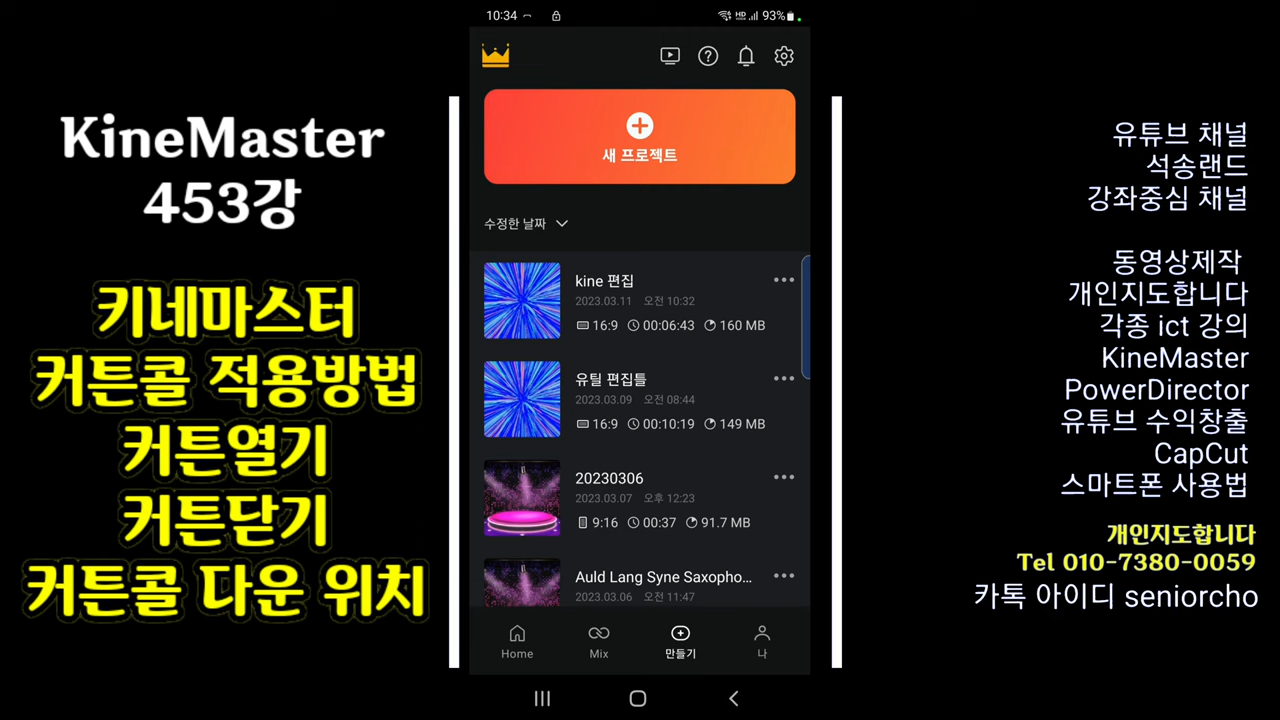 KineMaster
453강
키네마스터
커튼콜 적용방법
커튼열기
커튼닫기
커튼콜 다운 위치
10:34
HD
93%
새 프로젝트
수정한 날짜
kine 편집
2023.03.11 오전 10:32
16:9 00:06:43 160 MB
유틸 편집틀
2023.03.09 오전 08:44
16:9 00:10:19 149 MB
20230306
2023.03.07 오후 12:23
9:16 00:37 91.7 MB
Auld Lang Syne Saxopho...
2023.03.06 오전 11:47
Home Mix 만들기 나
유튜브 채널
석송랜드
강좌중심 채널
동영상제작
개인지도합니다
각종 ict 강의
KineMaster
PowerDirector
유튜브 수익창출
CapCut
스마트폰 사용법
개인지도합니다
Tel 010-7380-0059
카톡 아이디 seniorcho